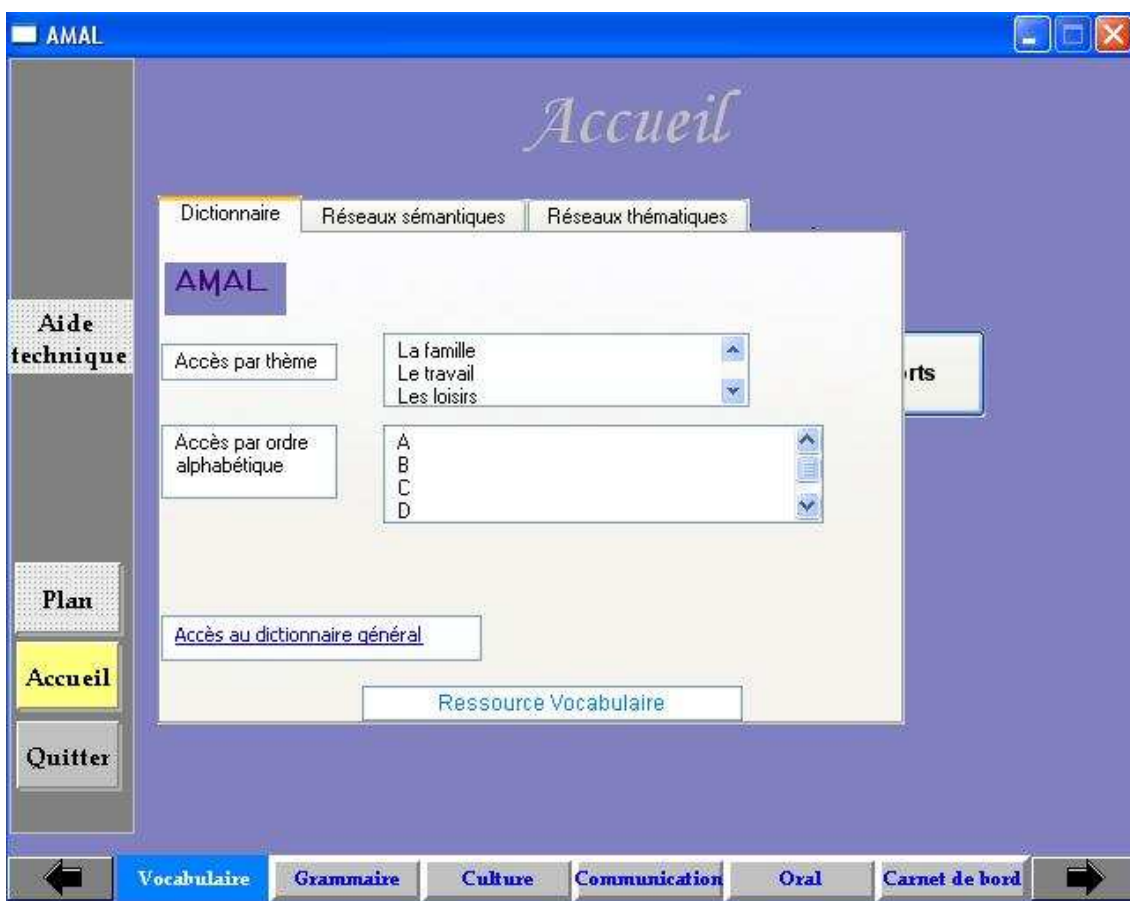 AMAL
Accueil
Dictionnaire
Réseaux sémantiques
Réseaux thématiques
AMAL
Aide
technique
Accès par thème
La famille
Le travail
Les loisirs
rts
Accès par ordre
alphabétique
A
B
C
D
Plan
Accès au dictionnaire général
Accueil
Ressource Vocabulaire
Quitter
Vocabulaire
Grammaire
Culture
Communication
Oral
Carnet de bord